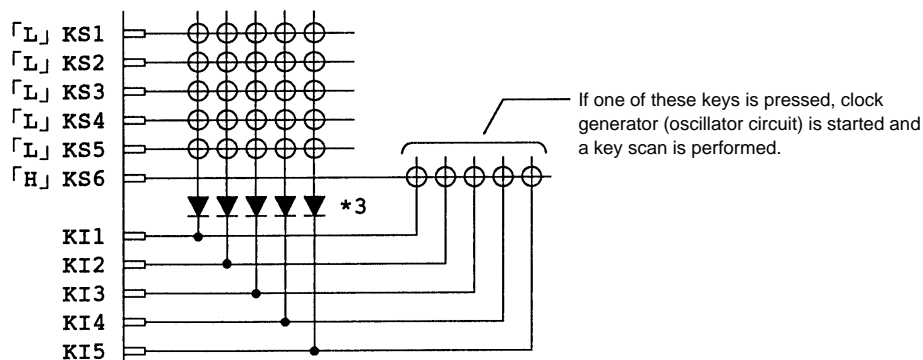 「L」 KS1
「L」 KS2
「L」 KS3
「L」 KS4
「L」 KS5
「H」 KS6
If one of these keys is pressed, clock
generator (oscillator circuit) is started and
a key scan is performed.
*3
KI1
KI2
KI3
KI4
KI5